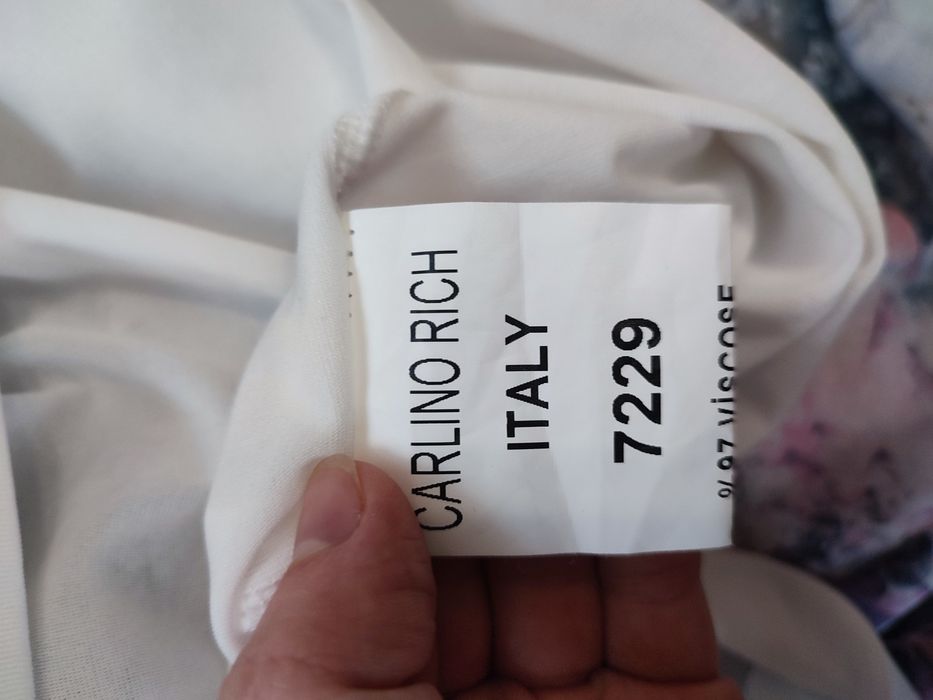 CARLINO RICH
ITALY
7229
% 97 ViSCOSE